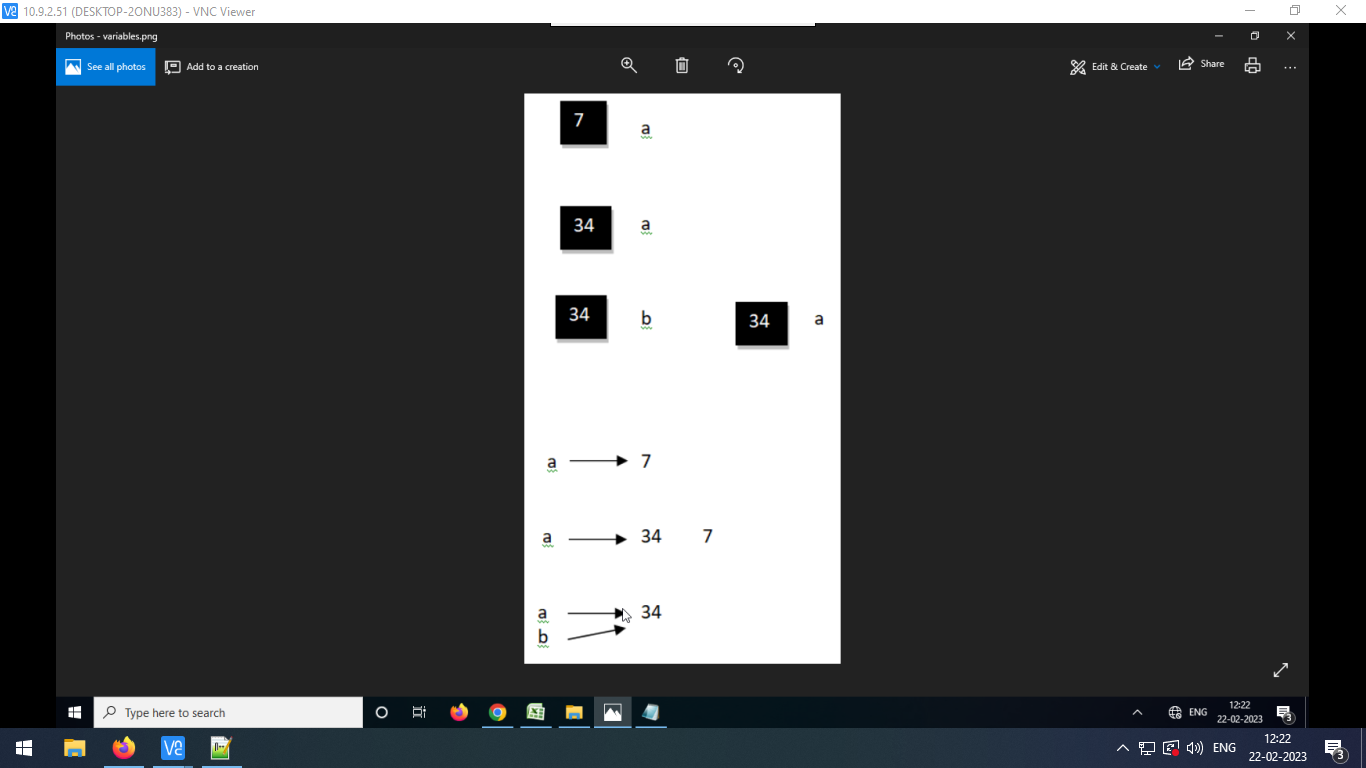 10.9.2.51 (DESKTOP-2ONU383) - VNC Viewer
Photos - variables.png
See all photos Add to a creation Edit & Create Share
7 a
34 a
34 b 34 a
a 7
a 34 7
a 34
b
Type here to search ENG 12:22
22-02-2023 3
ENG 12:22
22-02-2023 3